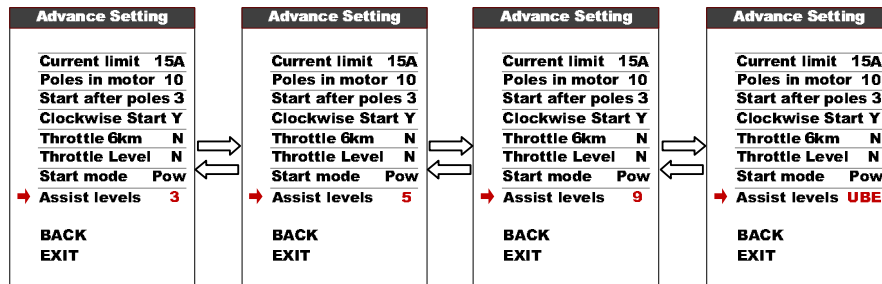 Advance Setting
Current limit 15A
Poles in motor 10
Start after poles 3
Clockwise Start Y
Throttle 6km N
Throttle Level N
Start mode Pow
Assist levels 3
BACK
EXIT
Advance Setting
Current limit 15A
Poles in motor 10
Start after poles 3
Clockwise Start Y
Throttle 6km N
Throttle Level N
Start mode Pow
Assist levels 5
BACK
EXIT
Advance Setting
Current limit 15A
Poles in motor 10
Start after poles 3
Clockwise Start Y
Throttle 6km N
Throttle Level N
Start mode Pow
Assist levels 9
BACK
EXIT
Advance Setting
Current limit 15A
Poles in motor 10
Start after poles 3
Clockwise Start Y
Throttle 6km N
Throttle Level N
Start mode Pow
Assist levels UBE
BACK
EXIT